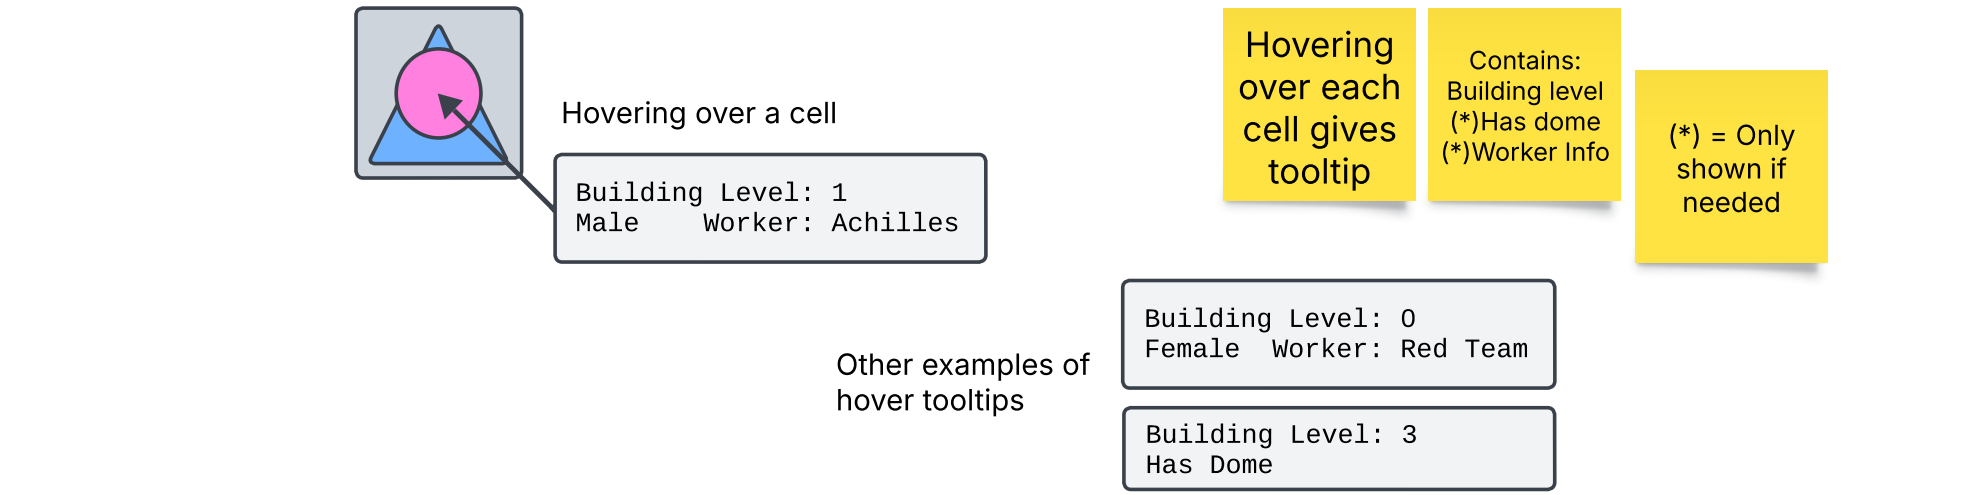 Hovering over a cell
Building Level: 1
Male    Worker: Achilles
Hovering
over each
cell gives
tooltip
Contains:
Building level
(*)Has dome
(*)Worker Info
(*) = Only
shown if
needed
Other examples of
hover tooltips
Building Level: 0
Female  Worker: Red Team
Building Level: 3
Has Dome